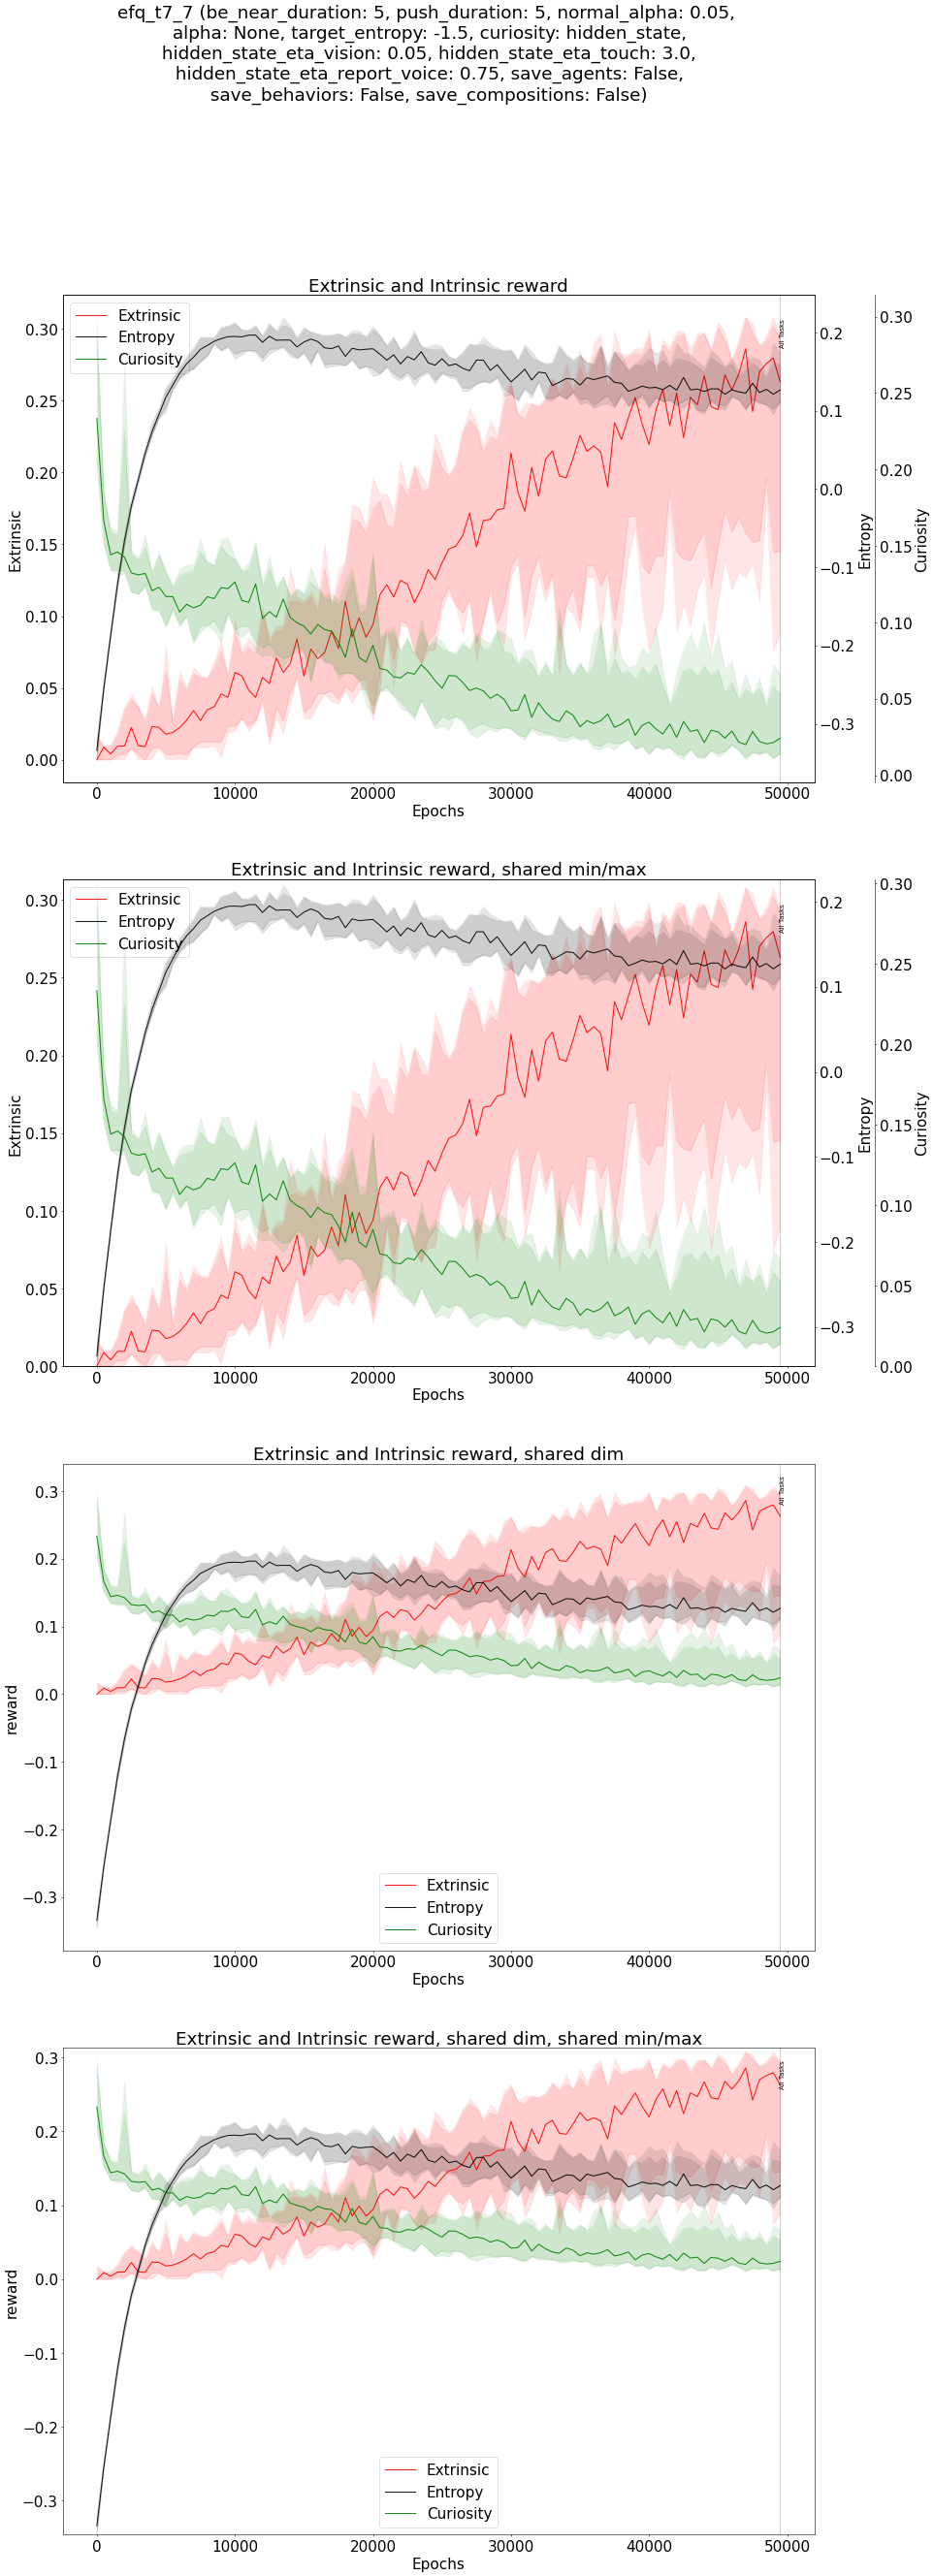 efq_t7_7 (be_near_duration: 5, push_duration: 5, normal_alpha: 0.05,
alpha: None, target_entropy: -1.5, curiosity: hidden_state,
hidden_state_eta_vision: 0.05, hidden_state_eta_touch: 3.0,
hidden_state_eta_report_voice: 0.75, save_agents: False,
save_behaviors: False, save_compositions: False)
Extrinsic and Intrinsic reward
Extrinsic
Entropy
Curiosity
All Tasks
0.30
0.25
0.20
0.15
0.10
0.05
0.00
Extrinsic
0.2
0.1
0.0
−0.1
−0.2
−0.3
Entropy
0.30
0.25
0.20
0.15
0.10
0.05
0.00
Curiosity
0 10000 20000 30000 40000 50000
Epochs
Extrinsic and Intrinsic reward, shared min/max
Extrinsic
Entropy
Curiosity
All Tasks
0.30
0.25
0.20
0.15
0.10
0.05
0.00
Extrinsic
0.2
0.1
0.0
−0.1
−0.2
−0.3
Entropy
0.30
0.25
0.20
0.15
0.10
0.05
0.00
Curiosity
0 10000 20000 30000 40000 50000
Epochs
Extrinsic and Intrinsic reward, shared dim
All Tasks
0.3
0.2
0.1
0.0
−0.1
−0.2
−0.3
reward
Extrinsic
Entropy
Curiosity
0 10000 20000 30000 40000 50000
Epochs
Extrinsic and Intrinsic reward, shared dim, shared min/max
All Tasks
0.3
0.2
0.1
0.0
−0.1
−0.2
−0.3
reward
Extrinsic
Entropy
Curiosity
0 10000 20000 30000 40000 50000
Epochs